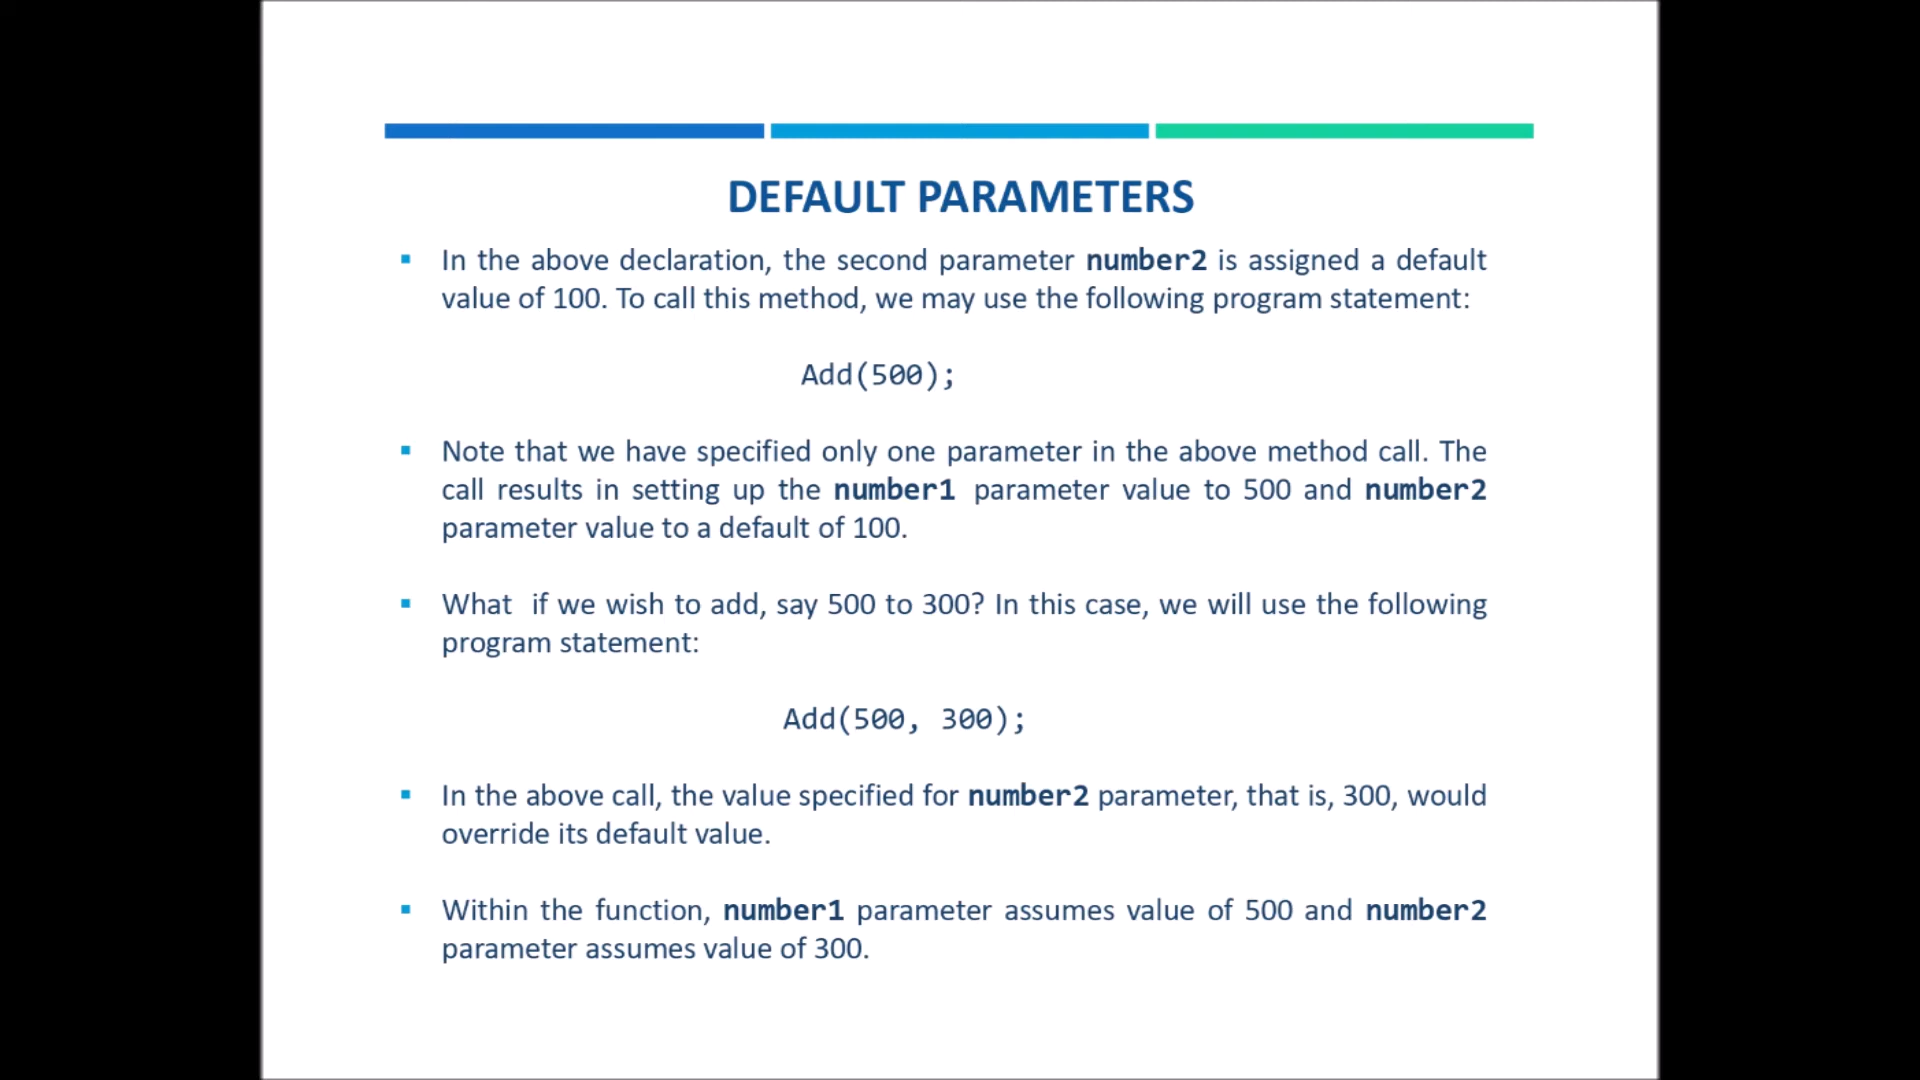 DEFAULT PARAMETERS
▪ In the above declaration, the second parameter number2 is assigned a default
value of 100. To call this method, we may use the following program statement:
Add(500);
▪ Note that we have specified only one parameter in the above method call. The
call results in setting up the number1 parameter value to 500 and number2
parameter value to a default of 100.
▪ What if we wish to add, say 500 to 300? In this case, we will use the following
program statement:
Add(500, 300);
▪ In the above call, the value specified for number2 parameter, that is, 300, would
override its default value.
▪ Within the function, number1 parameter assumes value of 500 and number2
parameter assumes value of 300.